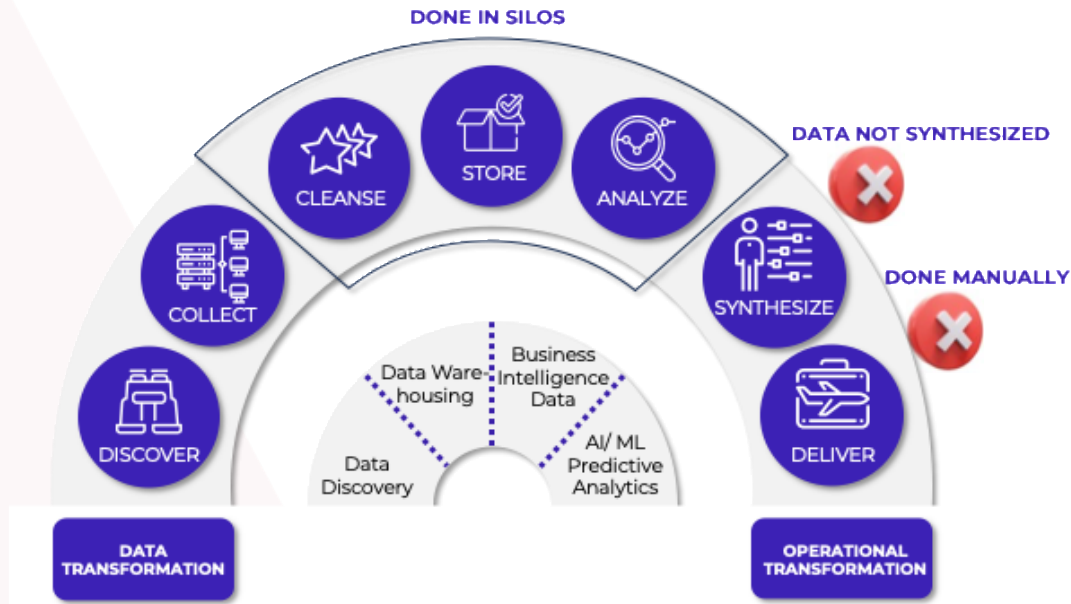 DONE IN SILOS
STORE
CLEANSE
ANALYZE
DATA NOT SYNTHESIZED
COLLECT
SYNTHESIZE
DONE MANUALLY
DISCOVER
DELIVER
Data Ware-
housing
Business
Intelligence
Data
Data
Discovery
AI/ ML
Predictive
Analytics
DATA
TRANSFORMATION
OPERATIONAL
TRANSFORMATION